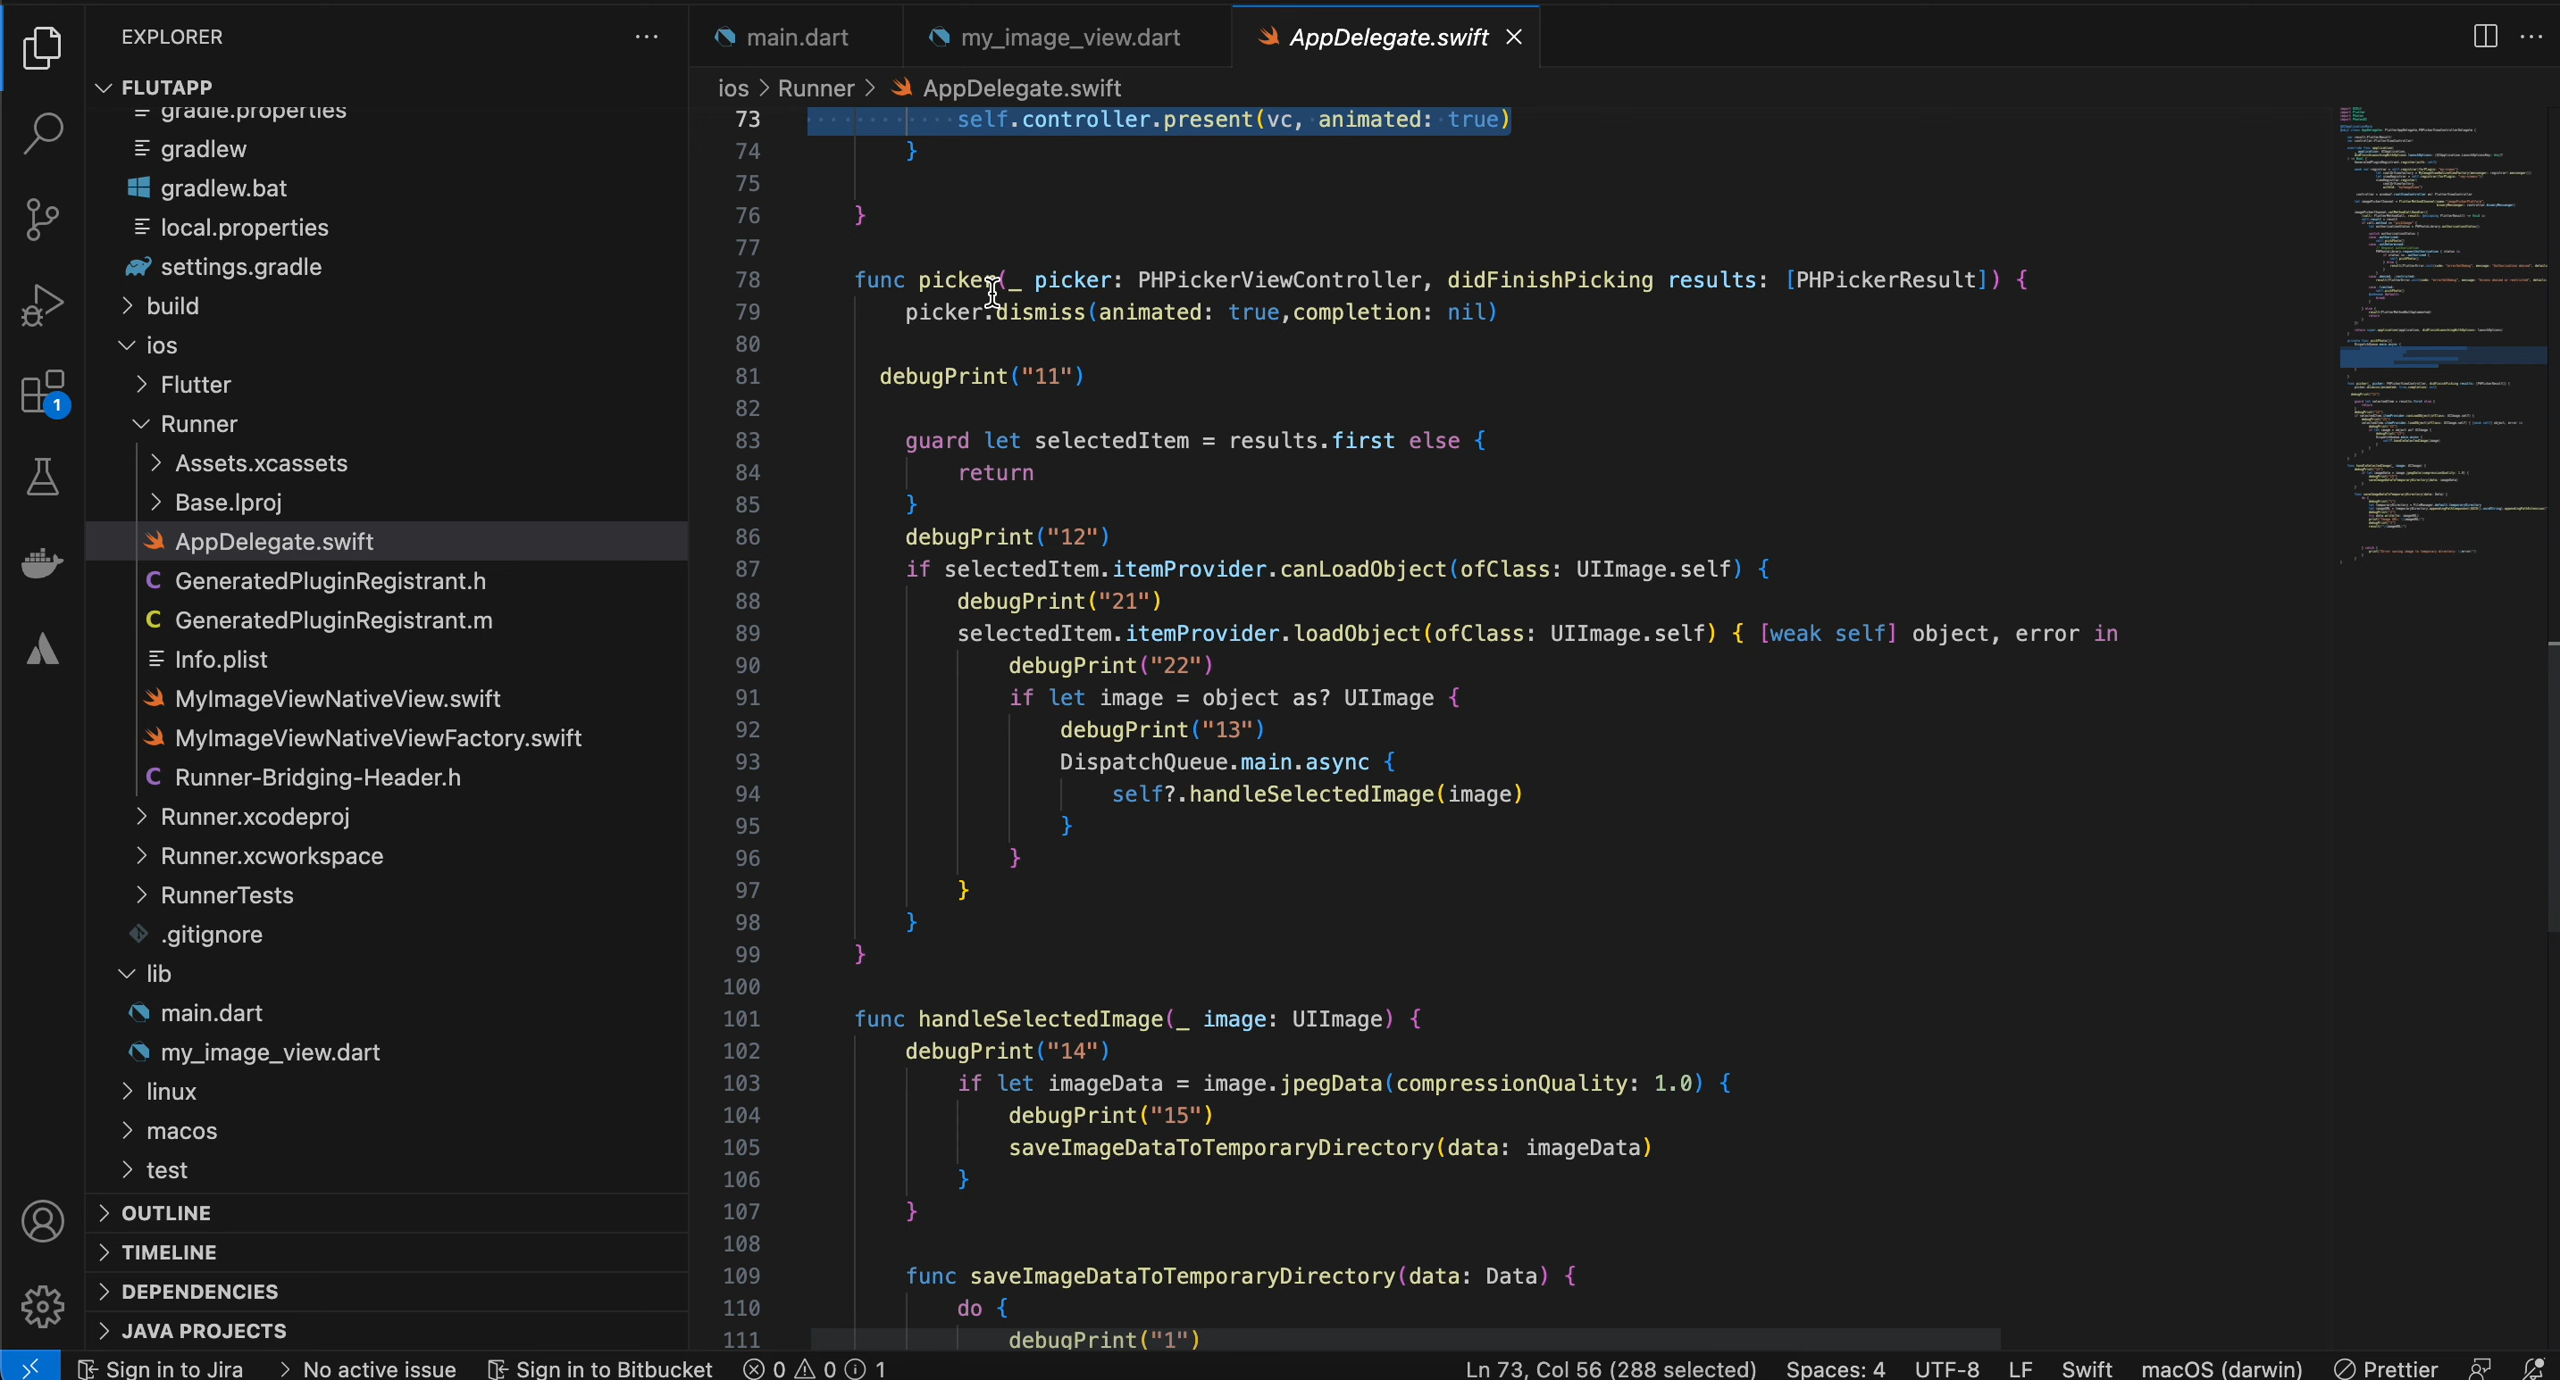 EXPLORER
main.dart
my_image_view.dart
AppDelegate.swift
FLUTAPP
ios > Runner > AppDelegate.swift
gradle.properties
gradlew
gradlew.bat
local.properties
settings.gradle
build
ios
Flutter
Runner
Assets.xcassets
Base.lproj
AppDelegate.swift
GeneratedPluginRegistrant.h
GeneratedPluginRegistrant.m
Info.plist
MyImageViewNativeView.swift
MyImageViewNativeViewFactory.swift
Runner-Bridging-Header.h
Runner.xcodeproj
Runner.xcworkspace
RunnerTests
.gitignore
lib
main.dart
my_image_view.dart
linux
macos
test
OUTLINE
TIMELINE
DEPENDENCIES
JAVA PROJECTS
1
73 self.controller.present(vc, animated: true)
74 }
75
76 }
77
78 func picker(_ picker: PHPickerViewController, didFinishPicking results: [PHPickerResult]) {
79 picker.dismiss(animated: true,completion: nil)
80
81 debugPrint("11")
82
83 guard let selectedItem = results.first else {
84 return
85 }
86 debugPrint("12")
87 if selectedItem.itemProvider.canLoadObject(ofClass: UIImage.self) {
88 debugPrint("21")
89 selectedItem.itemProvider.loadObject(ofClass: UIImage.self) { [weak self] object, error in
90 debugPrint("22")
91 if let image = object as? UIImage {
92 debugPrint("13")
93 DispatchQueue.main.async {
94 self?.handleSelectedImage(image)
95 }
96 }
97 }
98 }
99 }
100
101 func handleSelectedImage(_ image: UIImage) {
102 debugPrint("14")
103 if let imageData = image.jpegData(compressionQuality: 1.0) {
104 debugPrint("15")
105 saveImageDataToTemporaryDirectory(data: imageData)
106 }
107 }
108
109 func saveImageDataToTemporaryDirectory(data: Data) {
110 do {
111 debugPrint("1")
Sign in to Jira > No active issue Sign in to Bitbucket 0 0 1 Ln 73, Col 56 (288 selected) Spaces: 4 UTF-8 LF Swift macOS (darwin) Prettier